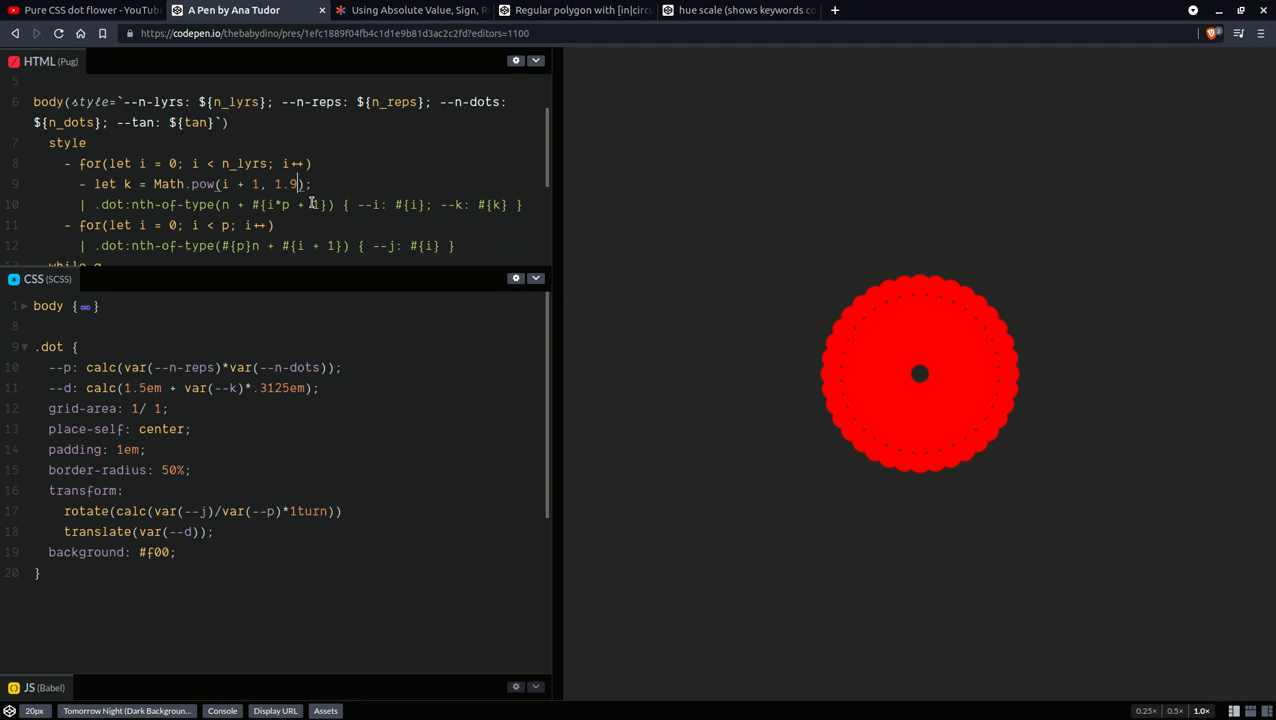 Pure CSS dot flower - YouTube
A Pen by Ana Tudor
Using Absolute Value, Sign, R
Regular polygon with [in|circu
hue scale (shows keywords co
https://codepen.io/thebabydino/pres/1efc1889f04fb4c1d1e9b81d3ac2c2fd?editors=1100
2
HTML (Pug)
5
6 body(style=`--n-lyrs: ${n_lyrs}; --n-reps: ${n_reps}; --n-dots:
${n_dots}; --tan: ${tan}`)
7 style
8 - for(let i = 0; i < n_lyrs; i++)
9 - let k = Math.pow(i + 1, 1.9);
10 | .dot:nth-of-type(n + #{i*p + 1}) { --i: #{i}; --k: #{k} }
11 - for(let i = 0; i < p; i++)
12 | .dot:nth-of-type(#{p}n + #{i + 1}) { --j: #{i} }
CSS (SCSS)
1 body { }
8
9 .dot {
10 --p: calc(var(--n-reps)*var(--n-dots));
11 --d: calc(1.5em + var(--k)*.3125em);
12 grid-area: 1/ 1;
13 place-self: center;
14 padding: 1em;
15 border-radius: 50%;
16 transform:
17 rotate(calc(var(--j)/var(--p)*1turn))
18 translate(var(--d));
19 background: #f00;
20 }
JS (Babel)
20px Tomorrow Night (Dark Backgroun... Console Display URL Assets 0.25× 0.5× 1.0×